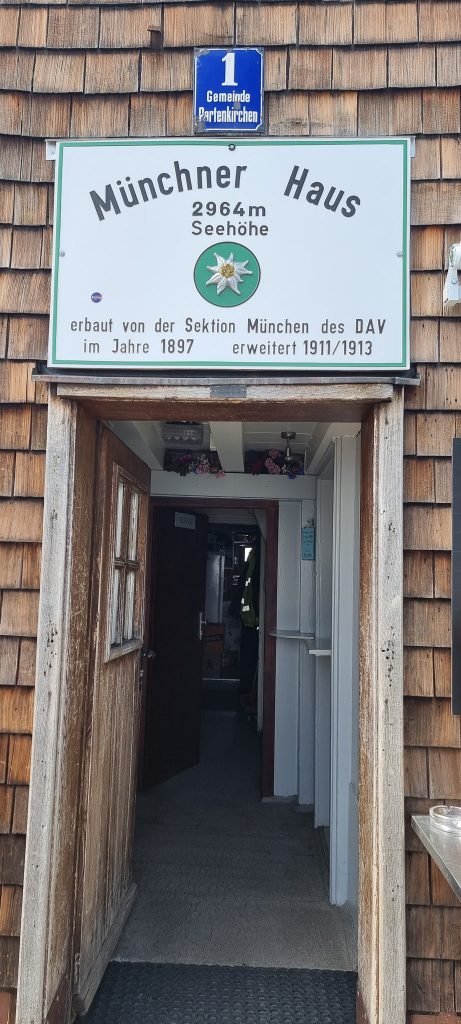 1
Gemeinde
Partenkirchen
Münchner Haus
2964m
Seehöhe
erbaut von der Sektion München des DAV
im Jahre 1897 erweitert 1911/1913